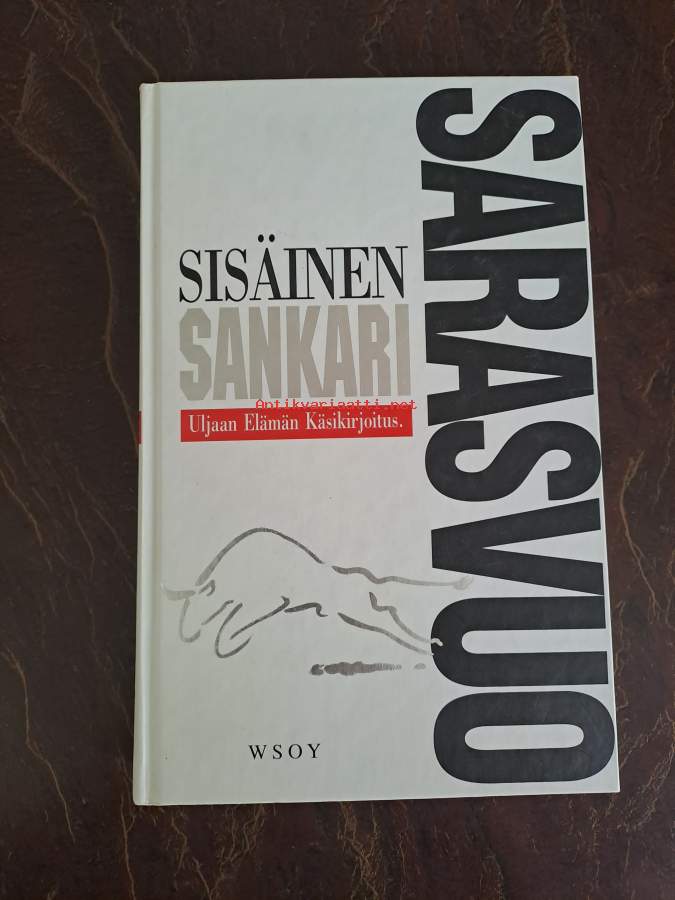 SARASVUO
SISÄINEN
SANKARI
Antikvariaatti.net
Uljaan Elämän Käsikirjoitus.
WSOY